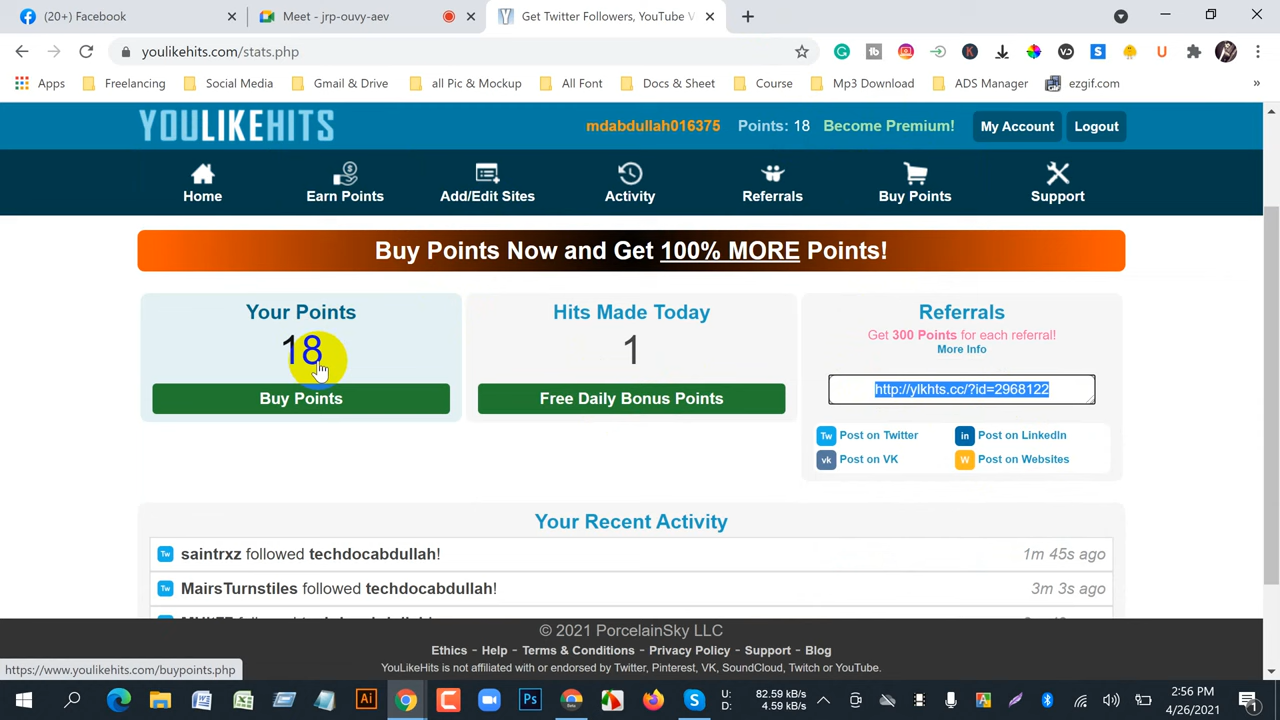 (20+) Facebook
Meet - jrp-ouvy-aev
Get Twitter Followers, YouTube V
youlikehits.com/stats.php
Apps
Freelancing
Social Media
Gmail & Drive
all Pic & Mockup
All Font
Docs & Sheet
Course
Mp3 Download
ADS Manager
ezgif.com
»
YOULIKEHITS
mdabdullah016375
Points: 18
Become Premium!
My Account
Logout
Home
Earn Points
Add/Edit Sites
Activity
Referrals
Buy Points
Support
Buy Points Now and Get 100% MORE Points!
Your Points
18
Buy Points
Hits Made Today
1
Free Daily Bonus Points
Referrals
Get 300 Points for each referral!
More Info
http://ylkhts.cc/?id=2968122
Tw Post on Twitter
in Post on LinkedIn
vk Post on VK
W Post on Websites
Your Recent Activity
Tw saintrxz followed techdocabdullah!
1m 45s ago
Tw MairsTurnstiles followed techdocabdullah!
3m 3s ago
© 2021 PorcelainSky LLC
Ethics - Help - Terms & Conditions - Privacy Policy - Support - Blog
YouLikeHits is not affiliated with or endorsed by Twitter, Pinterest, VK, SoundCloud, Twitch or YouTube.
https://www.youlikehits.com/buypoints.php
U: 82.59 kB/s
D: 4.59 kB/s
2:56 PM
4/26/2021